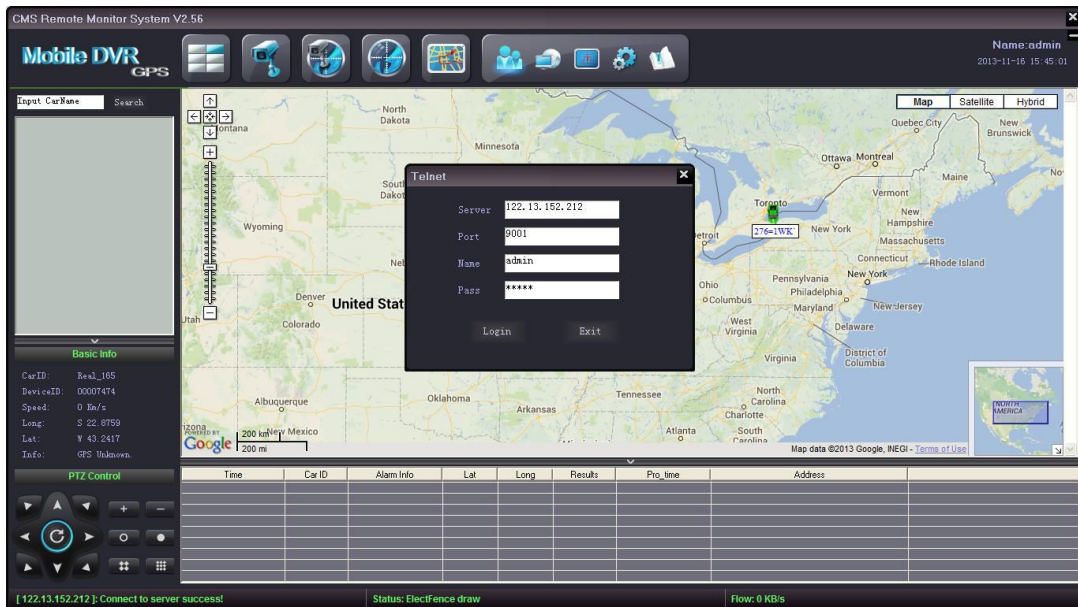 CMS Remote Monitor System V2.56
Mobile DVR
GPS
Name:admin
2013-11-16 15:45:01
Input CarName
Search
Map
Satellite
Hybrid
North
Dakota
Minnesota
Quebec City
New
Brunswick
Ottawa
Montreal
Maine
Vermont
Toronto
276=1WK'
New York
New
Hampshire
Massachusetts
Wyoming
Connecticut
Rhode Island
New York
Pennsylvania
Ohio
Columbus
Philadelphia
Maryland
New Jersey
Denver
United Stat
Colorado
West
Virginia
Delaware
Virginia
District of
Columbia
Utah
Telnet
Server
122.13.152.212
Port
9001
Name
admin
Pass
*****
Login
Exit
Albuquerque
Oklahoma
Arkansas
Tennessee
North
Carolina
Charlotte
Atlanta
South
Carolina
New Mexico
NORTH
AMERICA
POWERED BY
Google
200 km
200 mi
Map data ©2013 Google, INEGI - Terms of Use
Basic Info
CarID: Real_165
DeviceID: 00007474
Speed: 0 Km/s
Long: S 22.8759
Lat: W 43.2417
Info: GPS Unknown
PTZ Control
Time
Car ID
Alarm Info
Lat
Long
Results
Pro_time
Address
[ 122.13.152.212 ]: Connect to server success!
Status: ElectFence draw
Flow: 0 KB/s